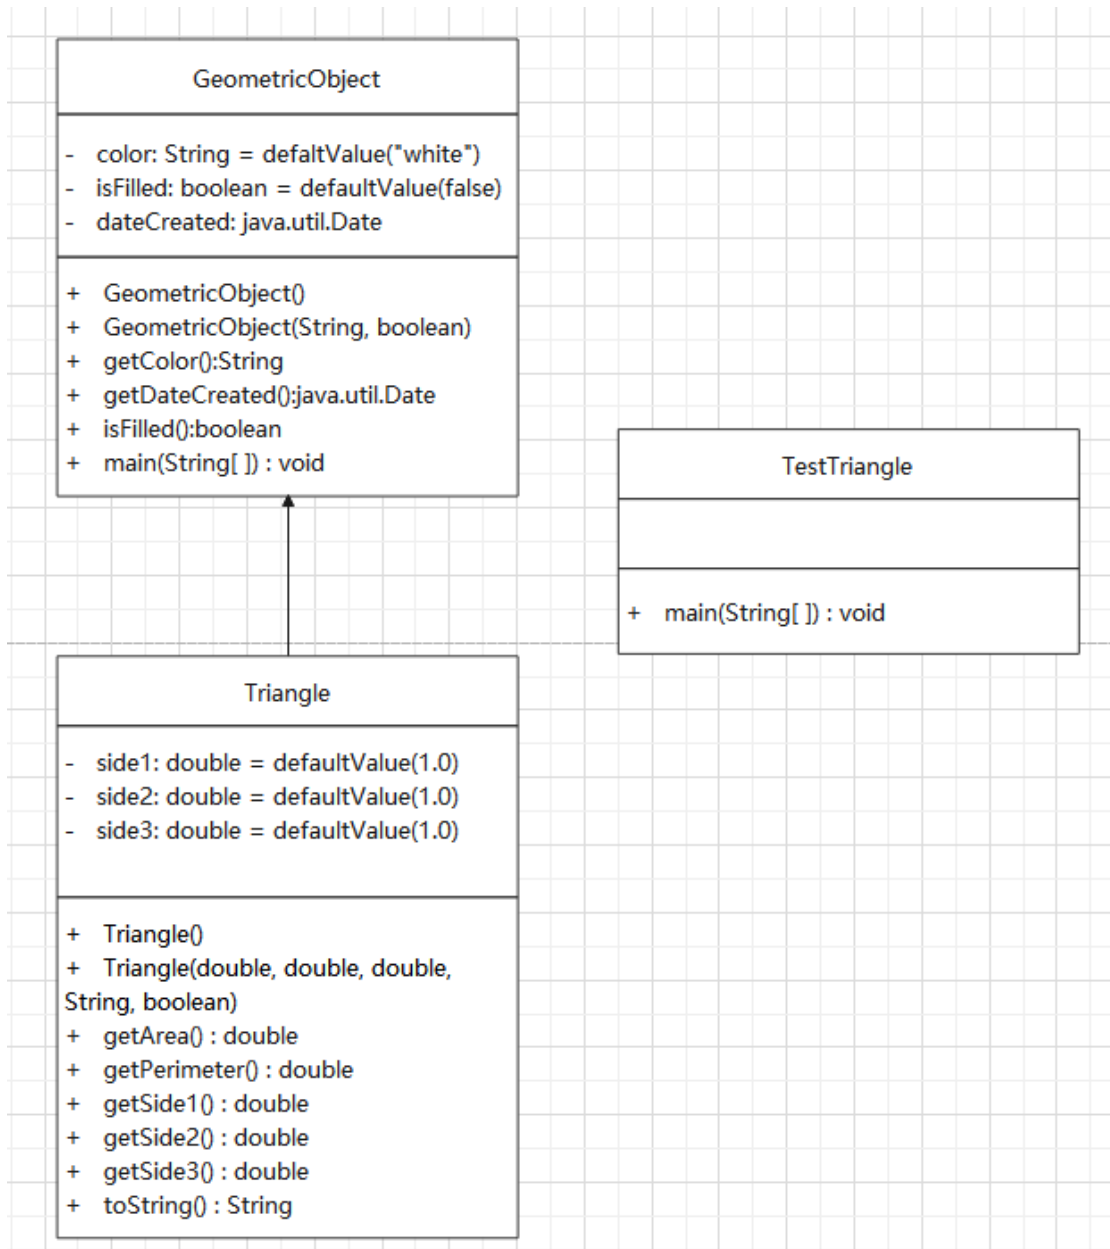 GeometricObject
- color: String = defaltValue("white")
- isFilled: boolean = defaultValue(false)
- dateCreated: java.util.Date
+ GeometricObject()
+ GeometricObject(String, boolean)
+ getColor():String
+ getDateCreated():java.util.Date
+ isFilled():boolean
+ main(String[ ]) : void
TestTriangle
+ main(String[ ]) : void
Triangle
- side1: double = defaultValue(1.0)
- side2: double = defaultValue(1.0)
- side3: double = defaultValue(1.0)
+ Triangle()
+ Triangle(double, double, double,
String, boolean)
+ getArea() : double
+ getPerimeter() : double
+ getSide1() : double
+ getSide2() : double
+ getSide3() : double
+ toString() : String